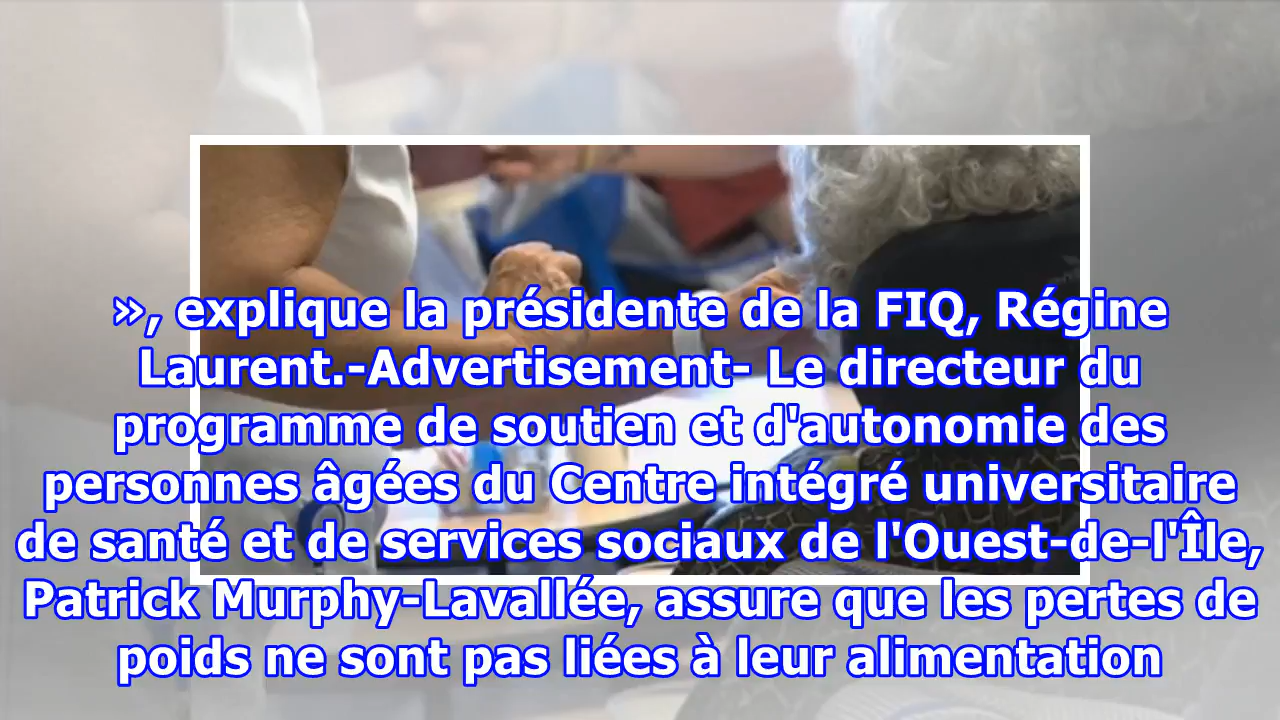 », explique la présidente de la FIQ, Régine
Laurent.-Advertisement- Le directeur du
programme de soutien et d'autonomie des
personnes âgées du Centre intégré universitaire
de santé et de services sociaux de l'Ouest-de-l'Île,
Patrick Murphy-Lavallée, assure que les pertes de
poids ne sont pas liées à leur alimentation